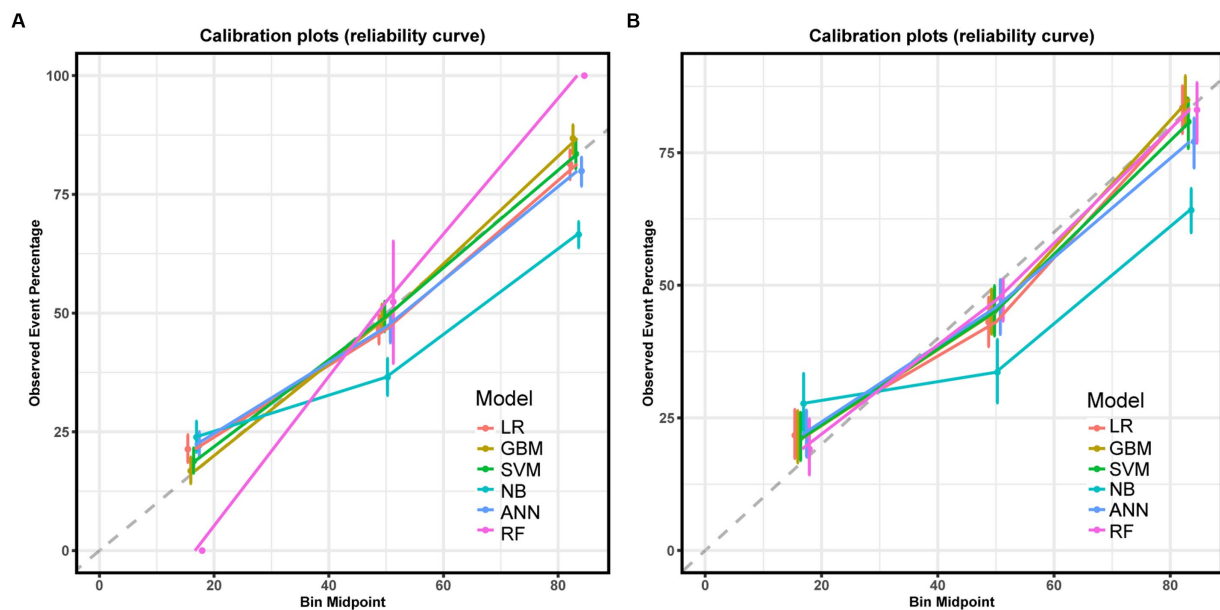 A
Calibration plots (reliability curve)
Observed Event Percentage
100
75
50
25
0
0
20
40
60
80
Bin Midpoint
Model
LR
GBM
SVM
NB
ANN
RF
B
Calibration plots (reliability curve)
Observed Event Percentage
75
50
25
0
0
20
40
60
80
Bin Midpoint
Model
LR
GBM
SVM
NB
ANN
RF